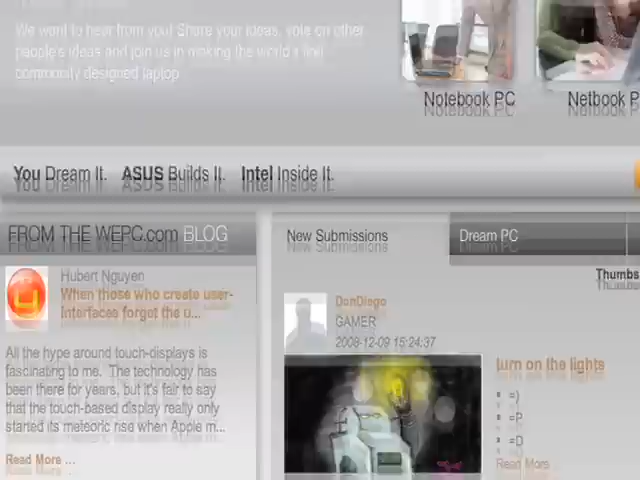 We want to hear from you! Share your ideas, vote on other
people's ideas and join us in making the world's first
community designed laptop
Notebook PC
Netbook P
You Dream It. ASUS Builds It. Intel Inside It.
FROM THE WEPC.com BLOG
New Submissions
Dream PC
Thumbs
Hubert Nguyen
When those who create user-
interfaces forget the u...
DonDiego
GAMER
2008-12-09 15:24:37
All the hype around touch-displays is
fascinating to me. The technology has
been there for years, but it's fair to say
that the touch-based display really only
started its meteoric rise when Apple m...
Read More ...
turn on the lights
=)
=P
=D
Read More